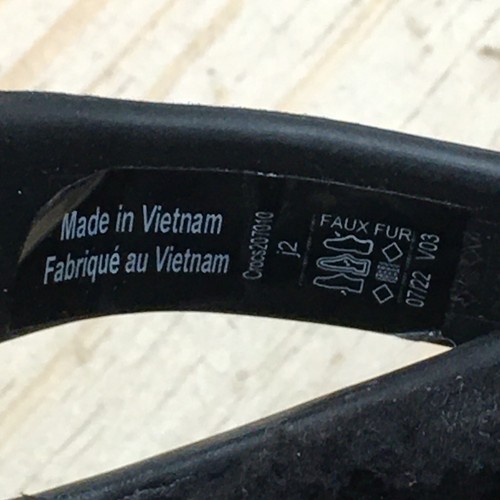 Made in Vietnam
Fabriqué au Vietnam
Crocs207010
j2
FAUX FUR
07/22 V03